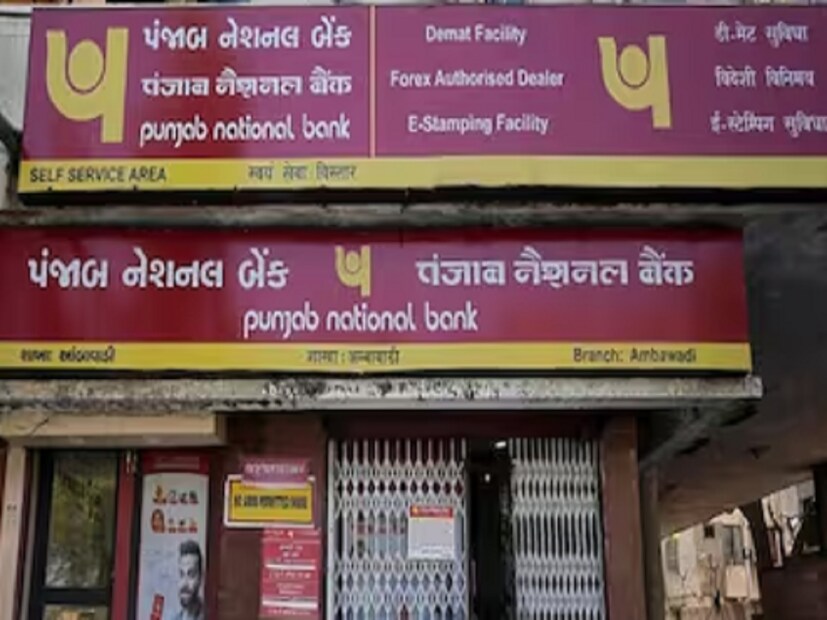 પંજાબ નેશનલ બેંક
पंजाब नैशनल बैंक
punjab national bank
Demat Facility
Forex Authorised Dealer
E-Stamping Facility
डी-मेट सुविधा
विदेशी विनिमय
ई-स्टेम्पिंग सुविधा
SELF SERVICE AREA
स्वयं सेवा विस्तार
પંજાબ નેશનલ બેંક
पंजाब नैशनल बैंक
punjab national bank
શાખા: આંબાવાડી
शाखा: अम्बावाडी
Branch: Ambawadi